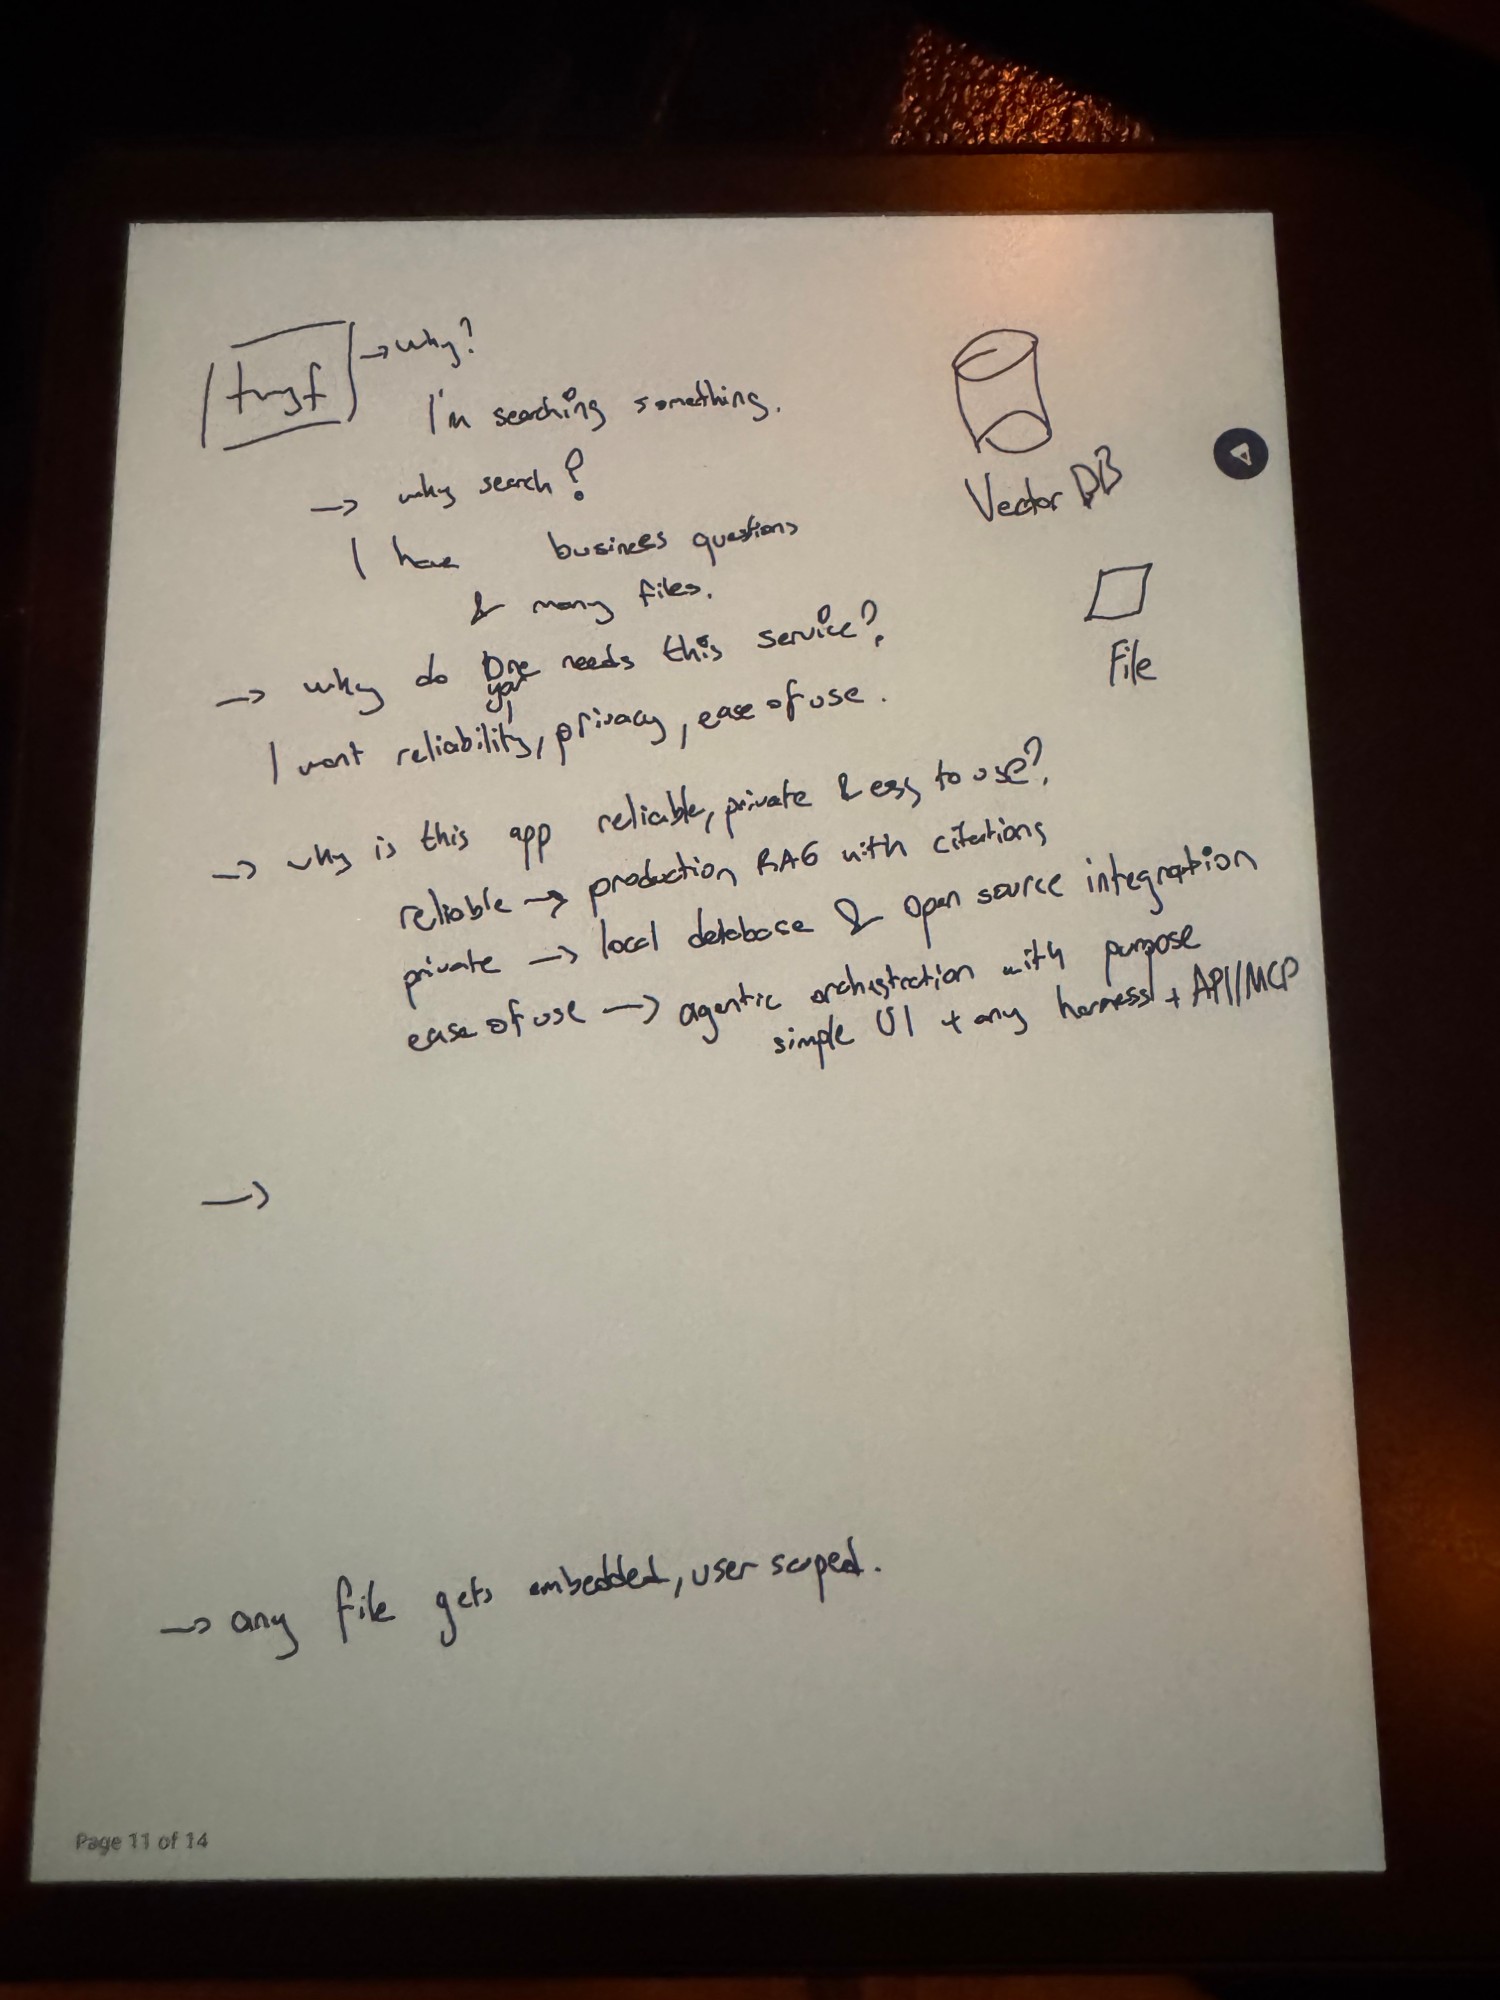 tmgf → why?
I'm searching something.
→ why search?
I have business questions
& many files.
→ why do One needs this service?
you
I want reliability, privacy, ease of use.
→ why is this app reliable, private & easy to use?
reliable → production RAG with citations
private → local database & open source integration
ease of use → agentic orchestration with purpose
simple UI + any harness + API/MCP
→
→ any file gets embedded, user scoped.
Vector DB
File
Page 11 of 14